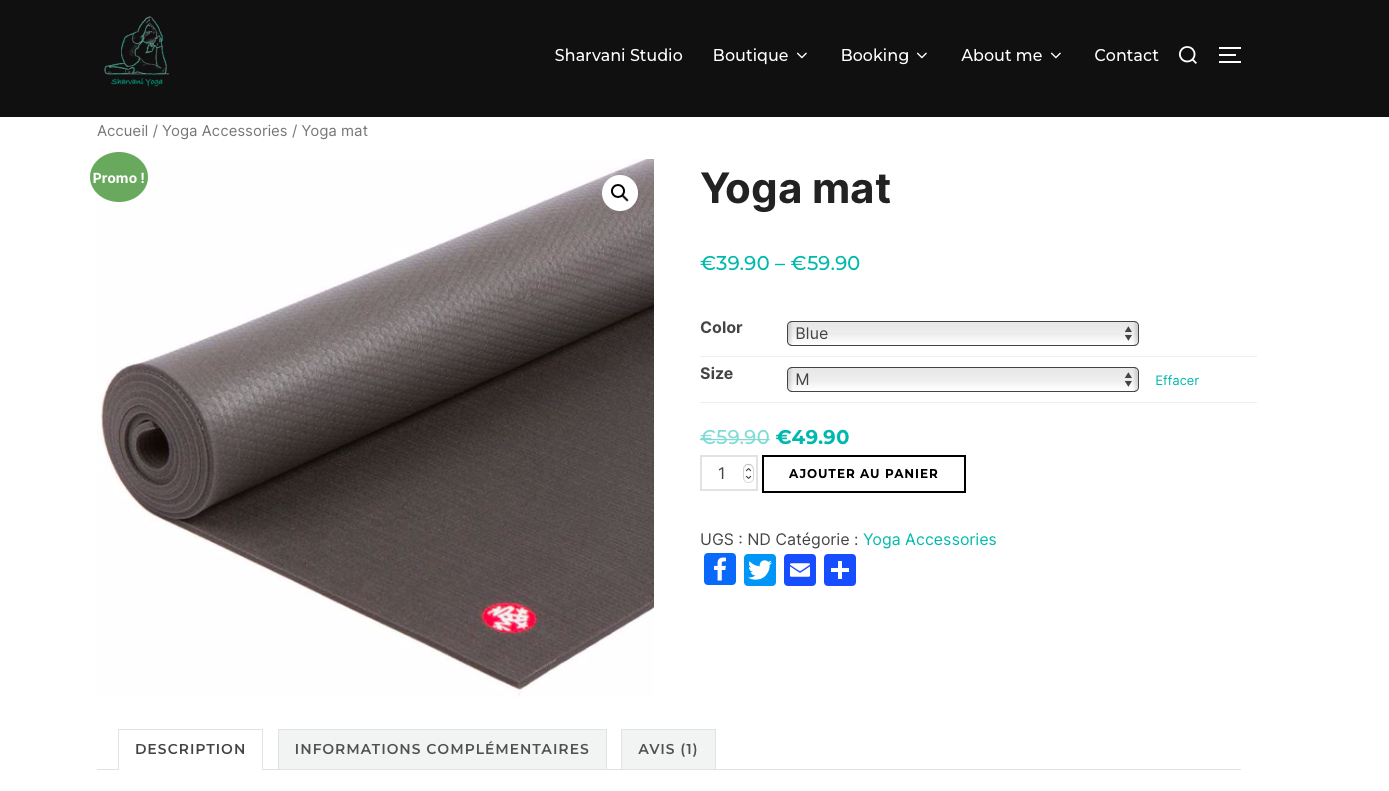 Sharvani Yoga
Sharvani Studio Boutique Booking About me Contact
Accueil / Yoga Accessories / Yoga mat
Promo !
Yoga mat
€39.90 – €59.90
Color Blue
Size M Effacer
€59.90 €49.90
1 AJOUTER AU PANIER
UGS : ND Catégorie : Yoga Accessories
DESCRIPTION INFORMATIONS COMPLÉMENTAIRES AVIS (1)